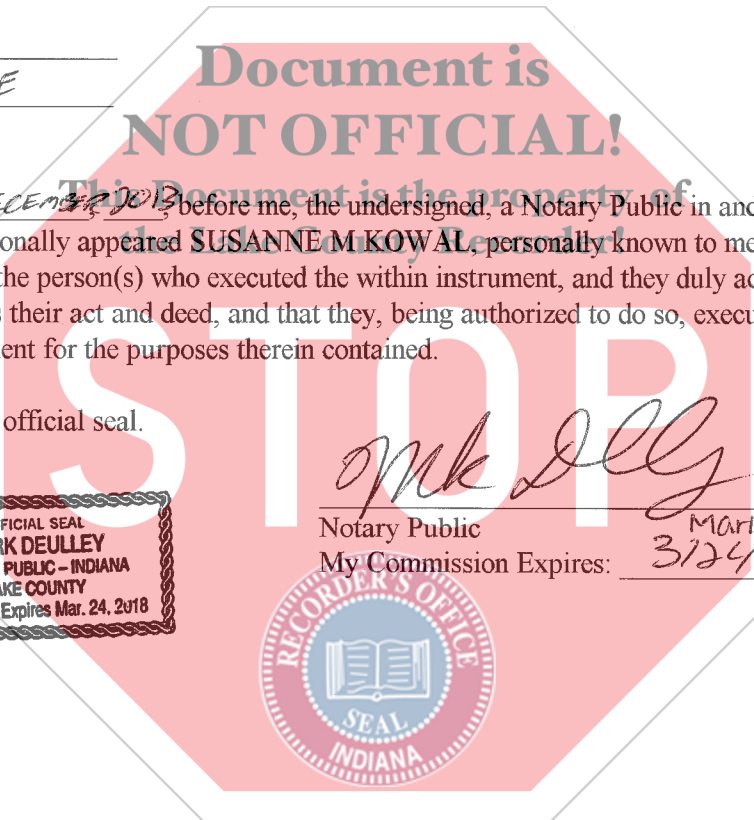 Document is
NOT OFFICIAL!
This Document is the property of
the Lake County Recorder!
E
ECEMBER 2013, before me, the undersigned, a Notary Public in and
onally appeared SUSANNE M KOWAL, personally known to me
the person(s) who executed the within instrument, and they duly ac
s their act and deed, and that they, being authorized to do so, execu
ent for the purposes therein contained.
official seal.
STOP
Notary Public
My Commission Expires: 3/24/
FICIAL SEAL
RK DEULLEY
PUBLIC – INDIANA
AKE COUNTY
Expires Mar. 24, 2018
RECORDER'S OFFICE
SEAL
INDIANA